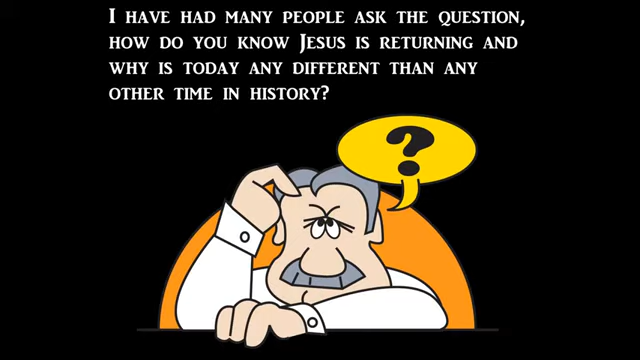 I have had many people ask the question,
how do you know Jesus is returning and
why is today any different than any
other time in history?
?